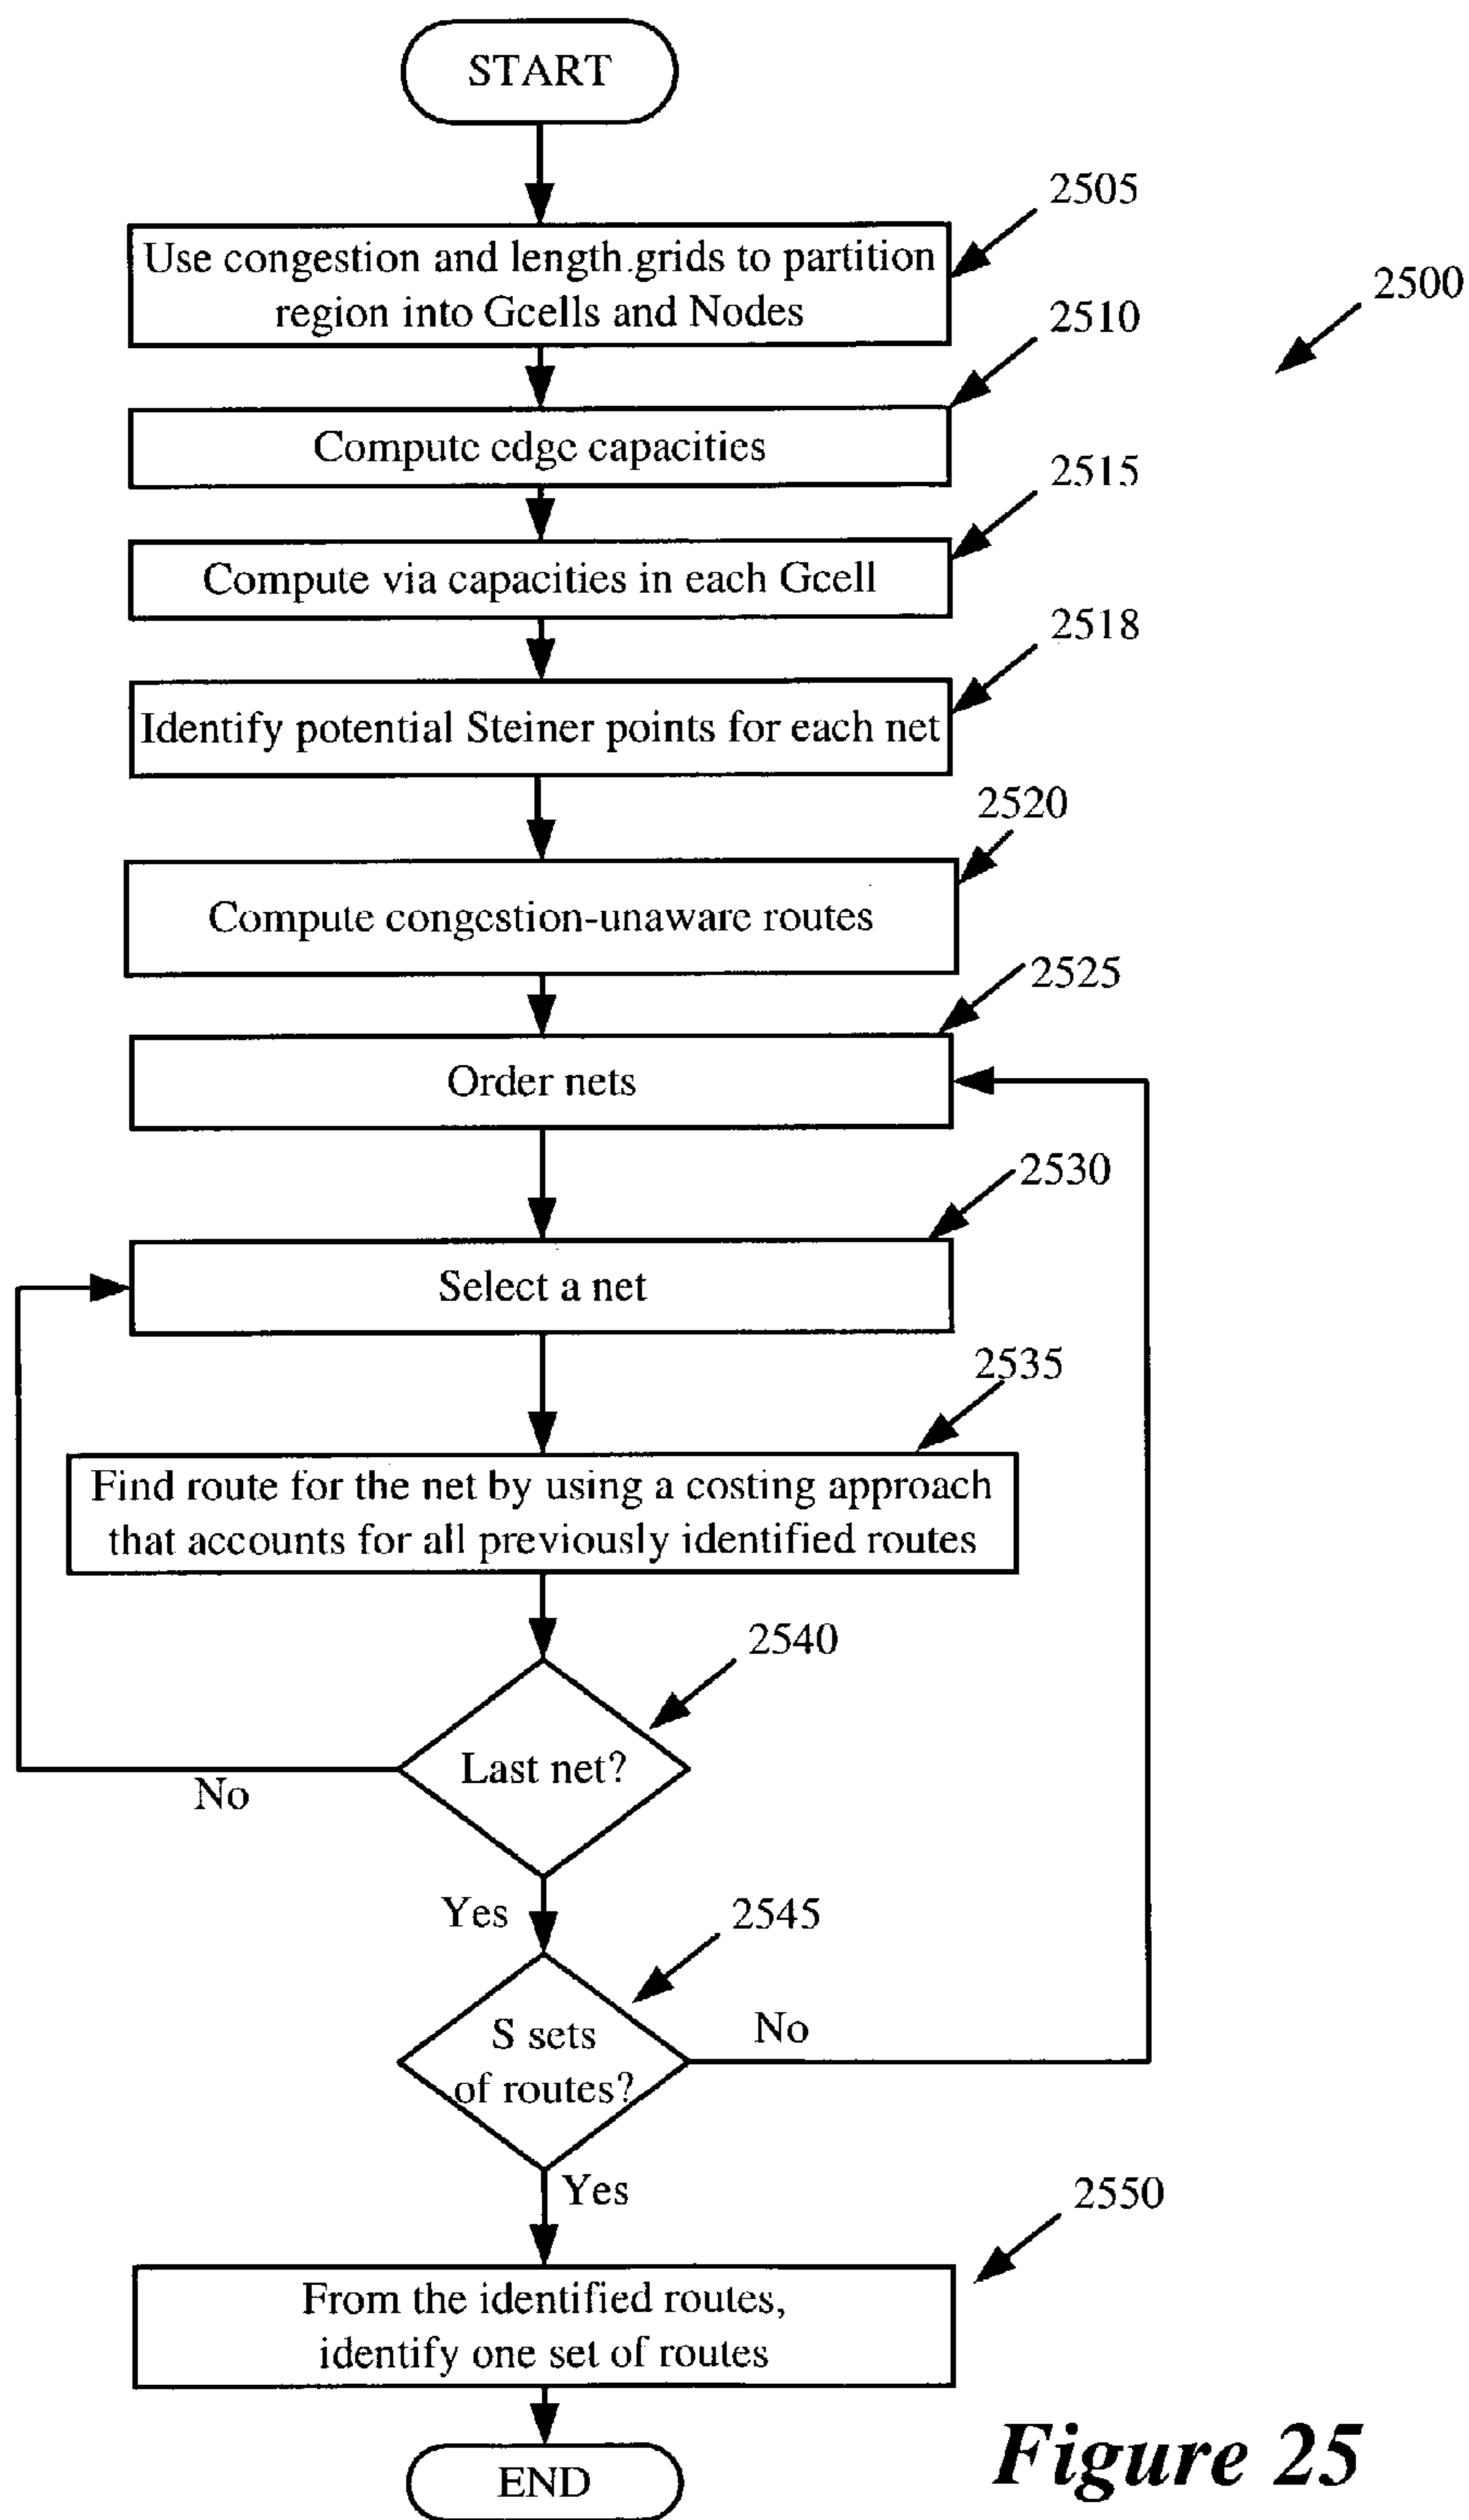 START
2505
Use congestion and length.grids to partition
region into Gcells and Nodes
2500
2510
Compute edge capacities
2515
Compute via capacities in each Gcell
2518
Identify potential Steiner points for each net
2520
Compute congestion-unaware routes
2525
Order nets
2530
Select a net
2535
Find route for the net by using a costing approach
that accounts for all previously identified routes
2540
Last net?
No
Yes
2545
S sets
of routes?
No
Yes
2550
From the identified routes,
identify one set of routes
END
Figure 25